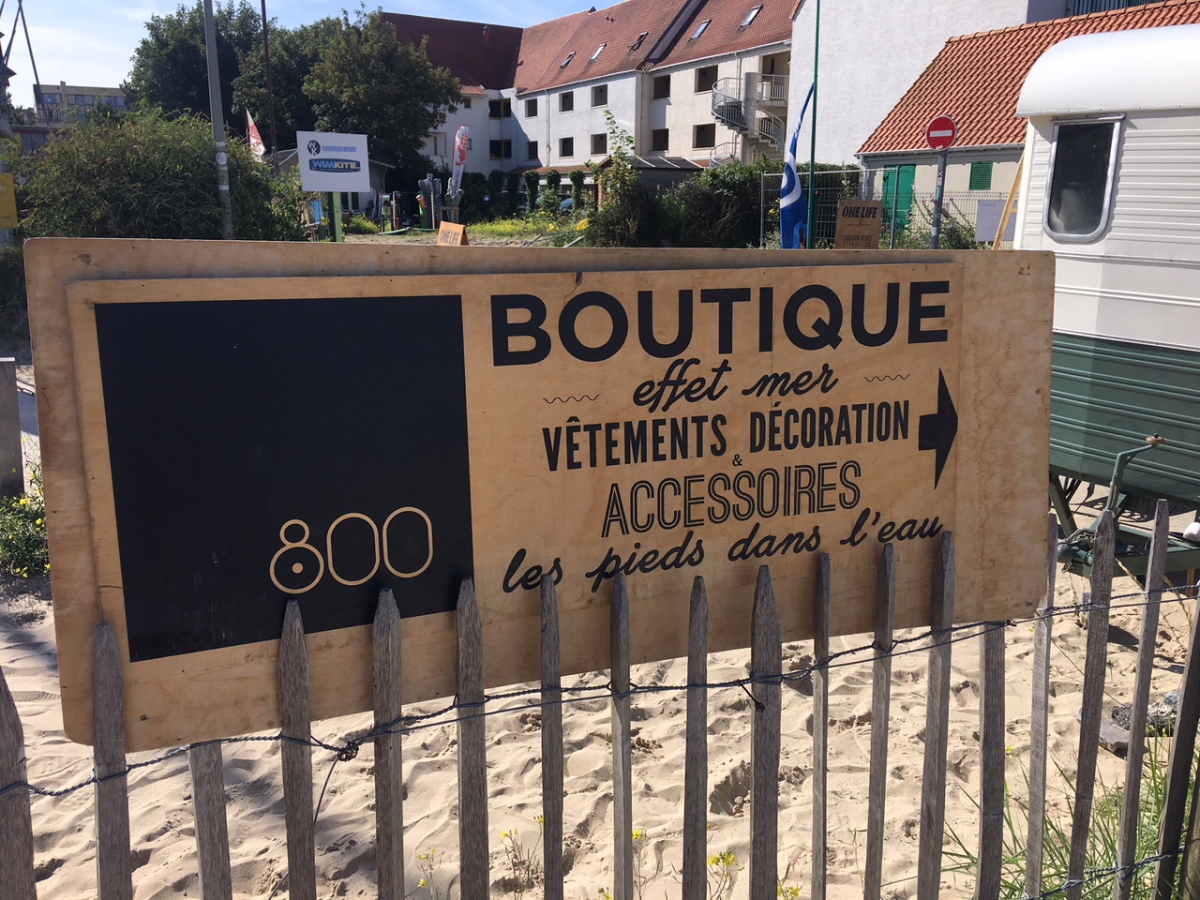 WIMKITE
ONE LIFE
BOUTIQUE
effet mer
VÊTEMENTS DÉCORATION
&
ACCESSOIRES
les pieds dans l'eau
800